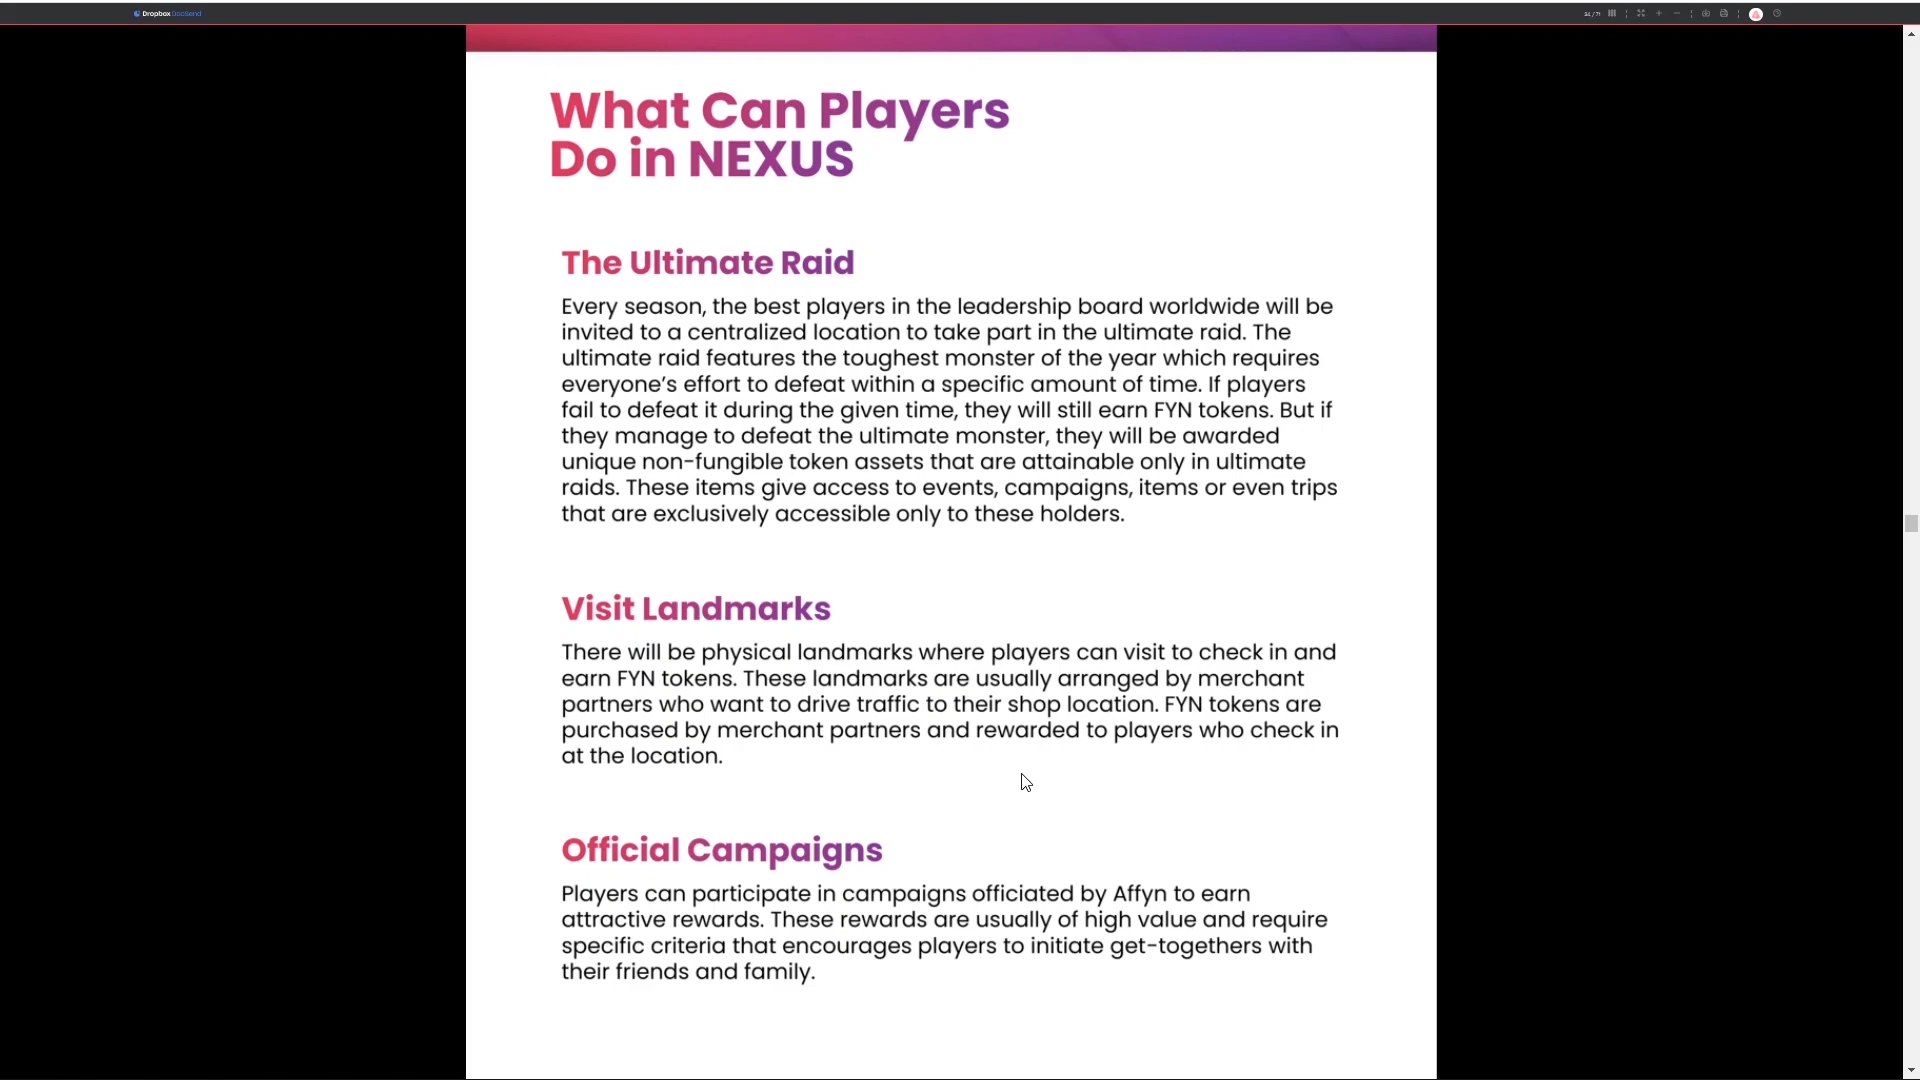 Dropbox DocSend
34 / 71
What Can Players
Do in NEXUS
The Ultimate Raid
Every season, the best players in the leadership board worldwide will be
invited to a centralized location to take part in the ultimate raid. The
ultimate raid features the toughest monster of the year which requires
everyone’s effort to defeat within a specific amount of time. If players
fail to defeat it during the given time, they will still earn FYN tokens. But if
they manage to defeat the ultimate monster, they will be awarded
unique non-fungible token assets that are attainable only in ultimate
raids. These items give access to events, campaigns, items or even trips
that are exclusively accessible only to these holders.
Visit Landmarks
There will be physical landmarks where players can visit to check in and
earn FYN tokens. These landmarks are usually arranged by merchant
partners who want to drive traffic to their shop location. FYN tokens are
purchased by merchant partners and rewarded to players who check in
at the location.
Official Campaigns
Players can participate in campaigns officiated by Affyn to earn
attractive rewards. These rewards are usually of high value and require
specific criteria that encourages players to initiate get-togethers with
their friends and family.